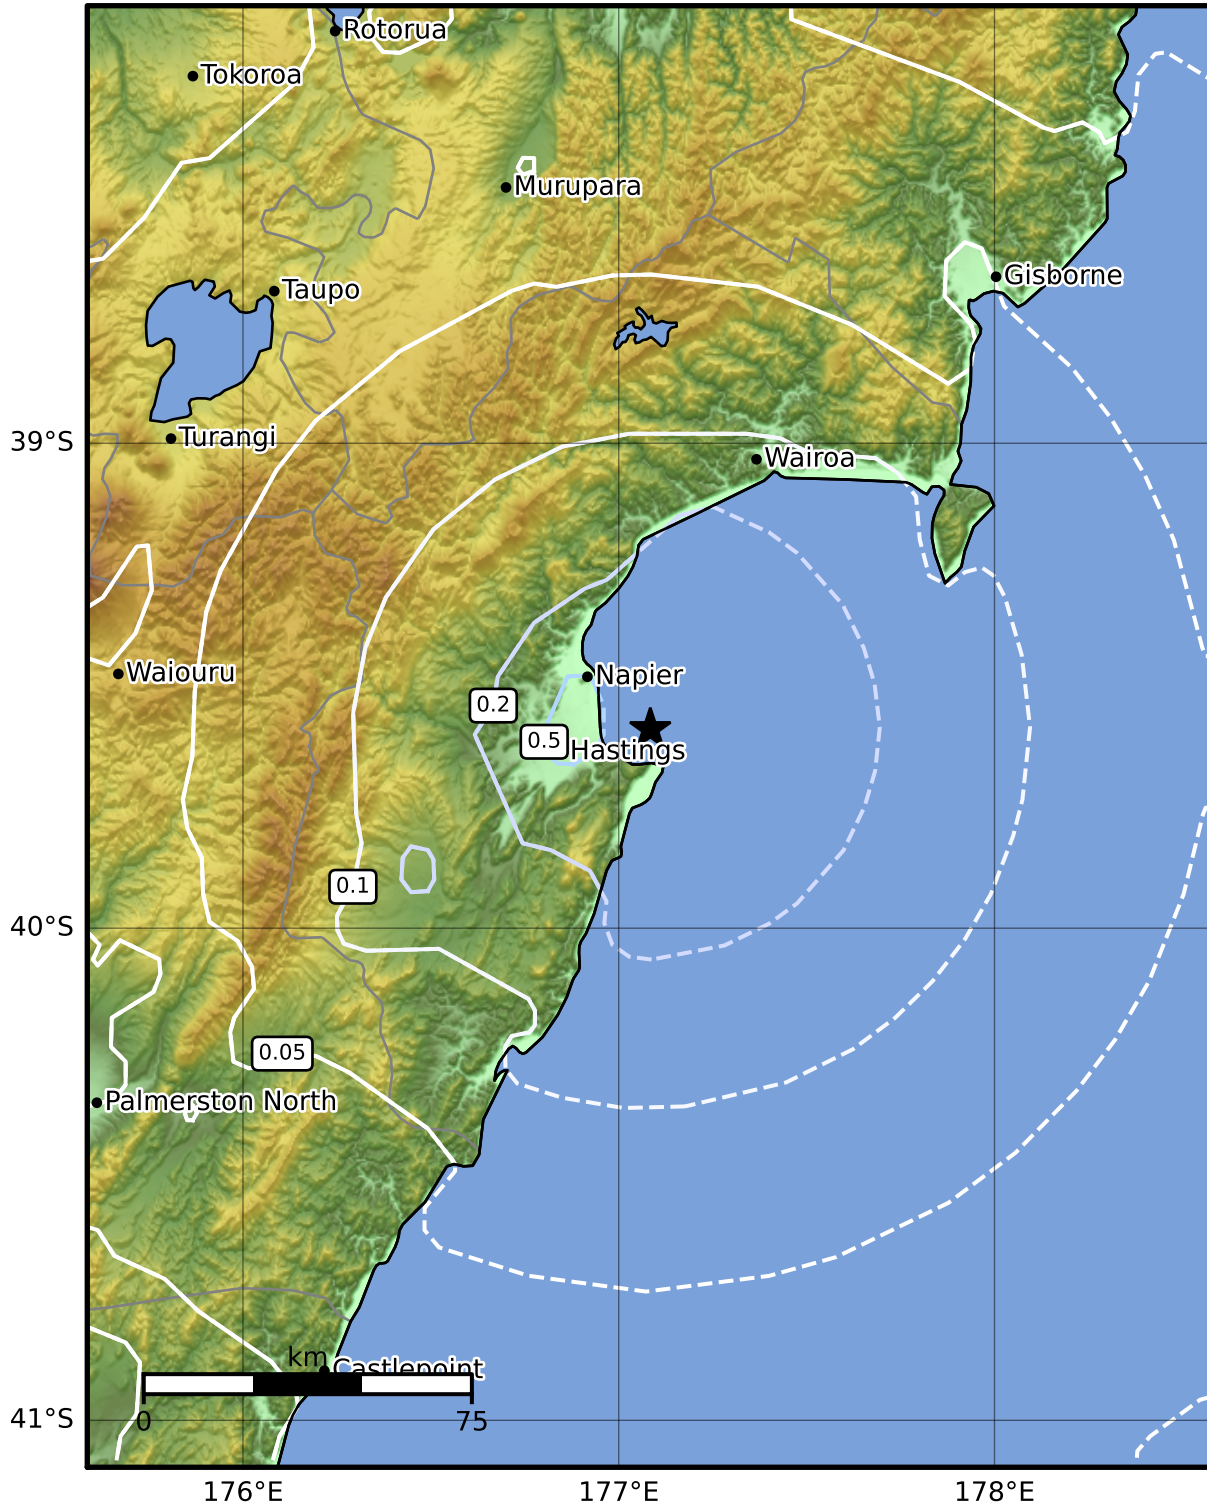 Rotorua
Tokoroa
Murupara
Gisborne
Taupo
39°S
Turangi
Wairoa
Waiouru
Napier
0.2
0.5
Hastings
0.1
40°S
0.05
Palmerston North
km
Castlepoint
0
75
41°S
176°E
177°E
178°E